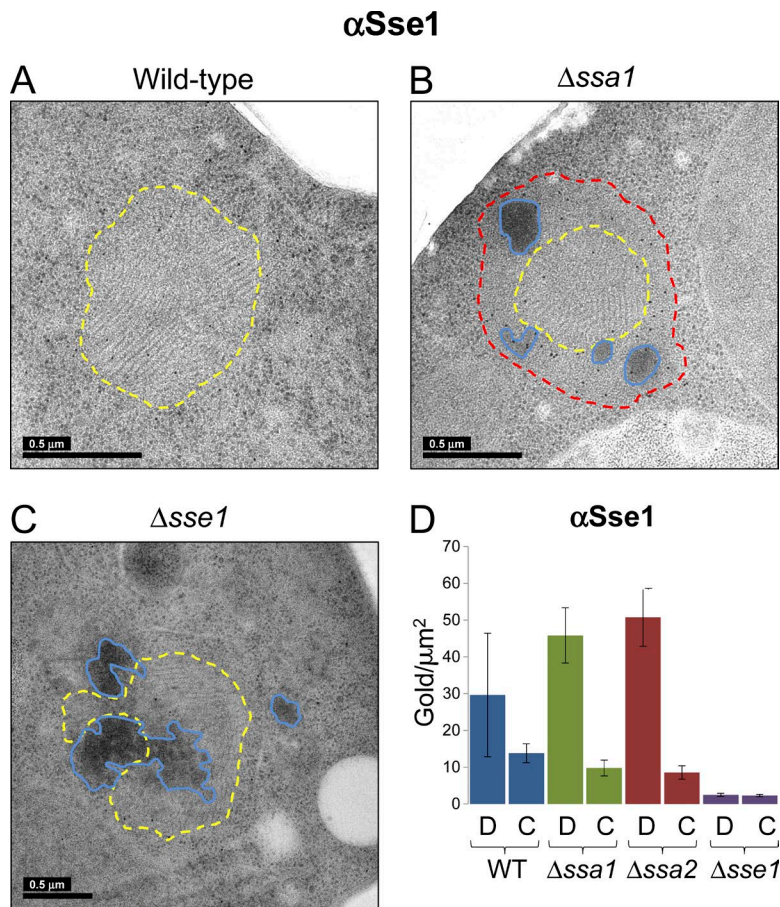 αSse1
A Wild-type
B Δssa1
0.5 μm
0.5 μm
C Δsse1
0.5 μm
D αSse1
Gold/μm²
70
60
50
40
30
20
10
0
D C D C D C D C
WT Δssa1 Δssa2 Δsse1